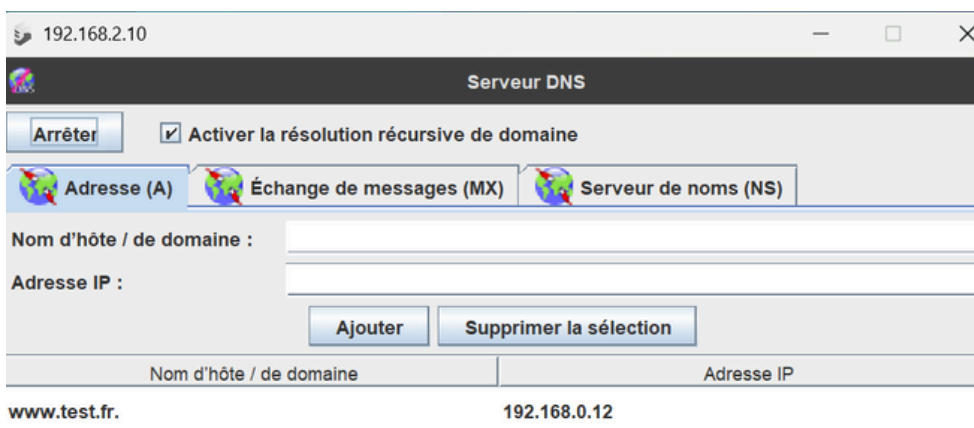 192.168.2.10
Serveur DNS
Arrêter Activer la résolution récursive de domaine
Adresse (A) Échange de messages (MX) Serveur de noms (NS)
Nom d'hôte / de domaine :
Adresse IP :
Ajouter Supprimer la sélection
Nom d'hôte / de domaine Adresse IP
www.test.fr. 192.168.0.12